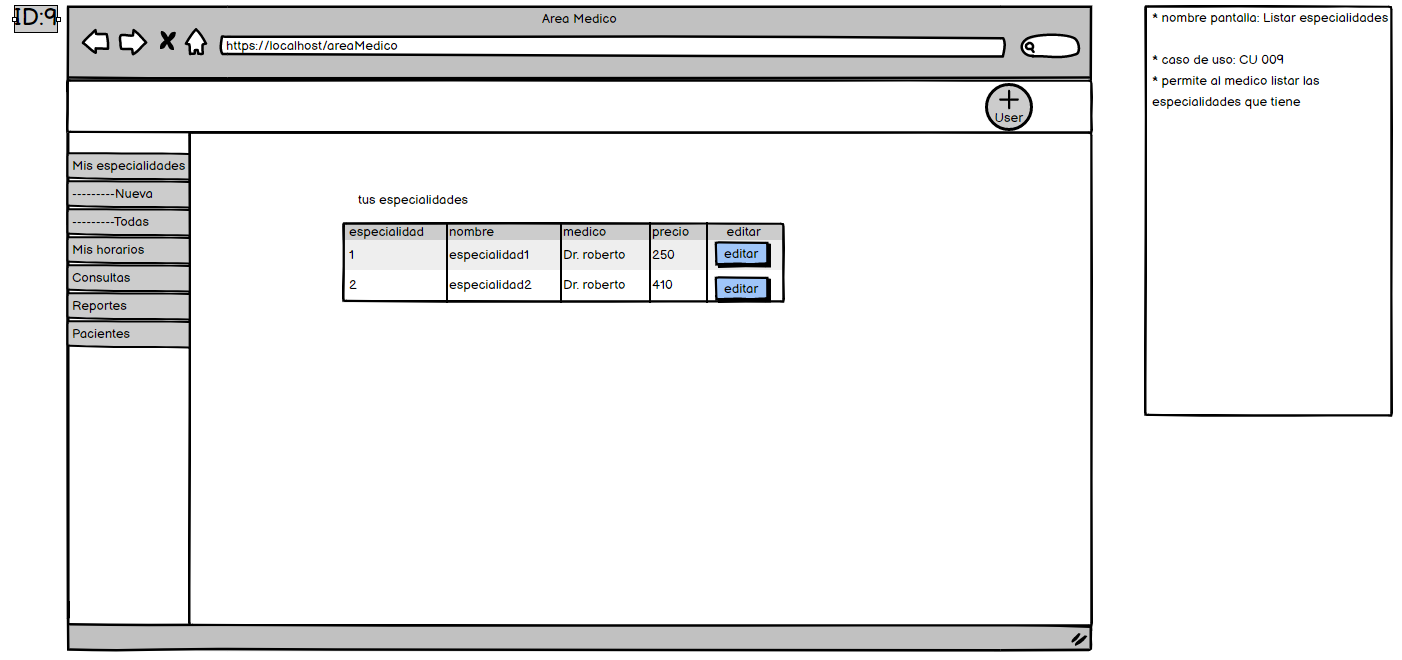 ID:9
Area Medico
https://localhost/areaMedico
User
Mis especialidades
---------Nueva
---------Todas
Mis horarios
Consultas
Reportes
Pacientes
tus especialidades
especialidad nombre medico precio editar
1 especialidad1 Dr. roberto 250 editar
2 especialidad2 Dr. roberto 410 editar
* nombre pantalla: Listar especialidades
* caso de uso: CU 009
* permite al medico listar las
especialidades que tiene